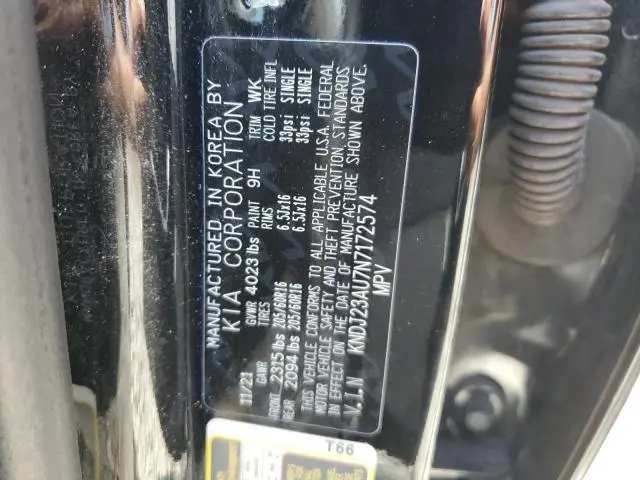 MANUFACTURED IN KOREA BY
KIA CORPORATION
11/21 GVWR 4023 lbs PAINT 9H TRIM WK
GAWR TIRES RIMS COLD TIRE INFL
FRONT 2315 lbs 205/60R16 6.5Jx16 33psi SINGLE
REAR 2094 lbs 205/60R16 6.5Jx16 33psi SINGLE
THIS VEHICLE CONFORMS TO ALL APPLICABLE U.S.A. FEDERAL
MOTOR VEHICLE SAFETY AND THEFT PREVENTION STANDARDS
IN EFFECT ON THE DATE OF MANUFACTURE SHOWN ABOVE.
V.I.N KNDJ23AU7N7172574
MPV
T66